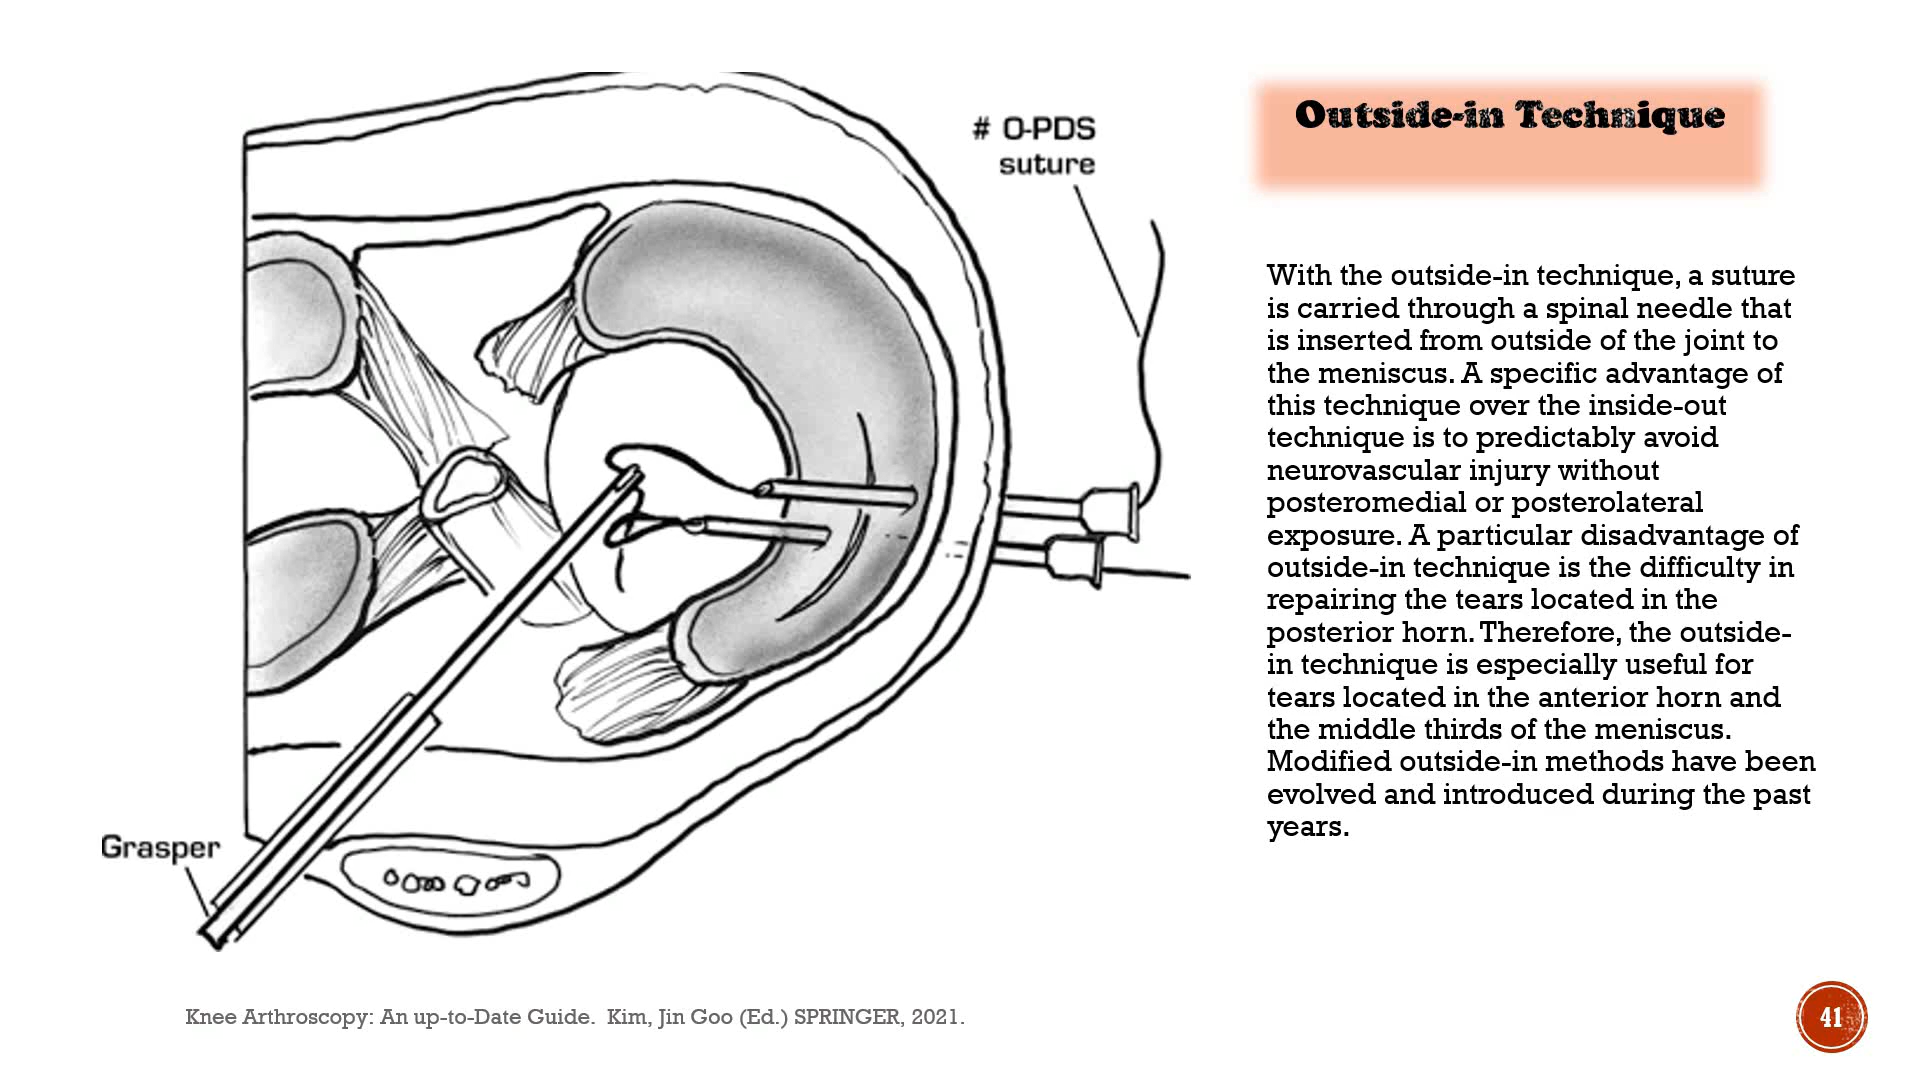 # O-PDS
suture
Outside-in Technique
With the outside-in technique, a suture
is carried through a spinal needle that
is inserted from outside of the joint to
the meniscus. A specific advantage of
this technique over the inside-out
technique is to predictably avoid
neurovascular injury without
posteromedial or posterolateral
exposure. A particular disadvantage of
outside-in technique is the difficulty in
repairing the tears located in the
posterior horn. Therefore, the outside-
in technique is especially useful for
tears located in the anterior horn and
the middle thirds of the meniscus.
Modified outside-in methods have been
evolved and introduced during the past
years.
Grasper
Knee Arthroscopy: An up-to-Date Guide.  Kim, Jin Goo (Ed.) SPRINGER, 2021.
41